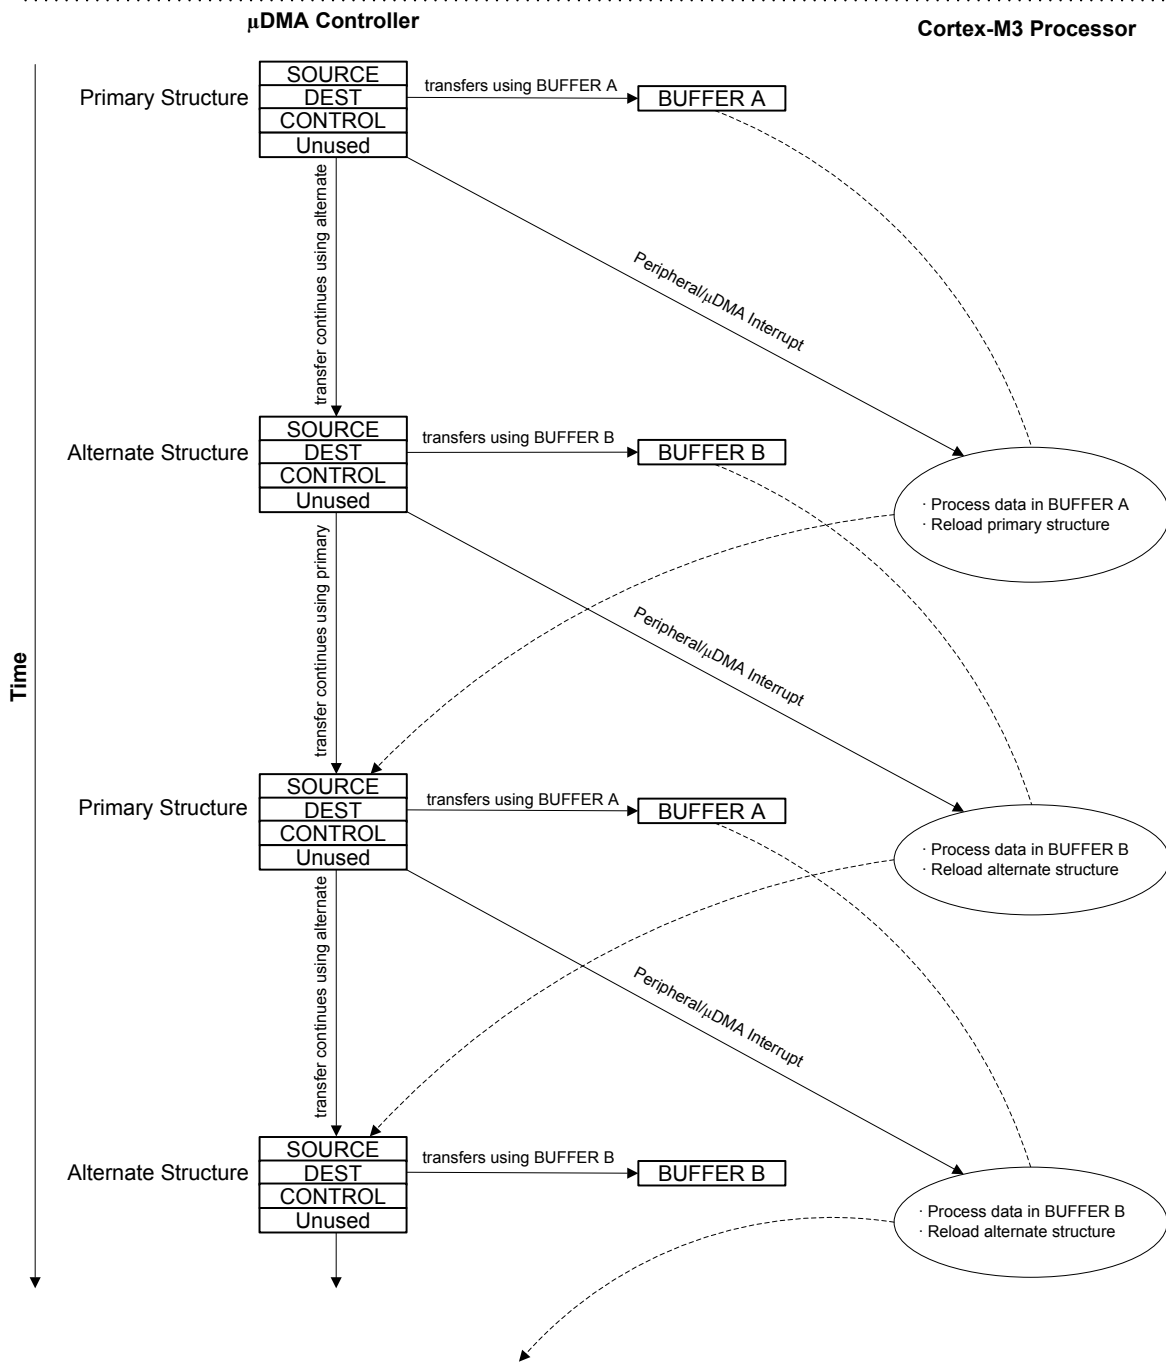 µDMA Controller
Cortex-M3 Processor
SOURCE
transfers using BUFFER A
Primary Structure
DEST
BUFFER A
CONTROL
Unused
transfer continues using alternate
Peripheral/µDMA Interrupt
SOURCE
transfers using BUFFER B
Alternate Structure
DEST
BUFFER B
CONTROL
Unused
· Process data in BUFFER A
· Reload primary structure
transfer continues using primary
Peripheral/µDMA Interrupt
Time
SOURCE
transfers using BUFFER A
Primary Structure
DEST
BUFFER A
CONTROL
Unused
· Process data in BUFFER B
· Reload alternate structure
transfer continues using alternate
Peripheral/µDMA Interrupt
SOURCE
transfers using BUFFER B
Alternate Structure
DEST
BUFFER B
CONTROL
Unused
· Process data in BUFFER B
· Reload alternate structure